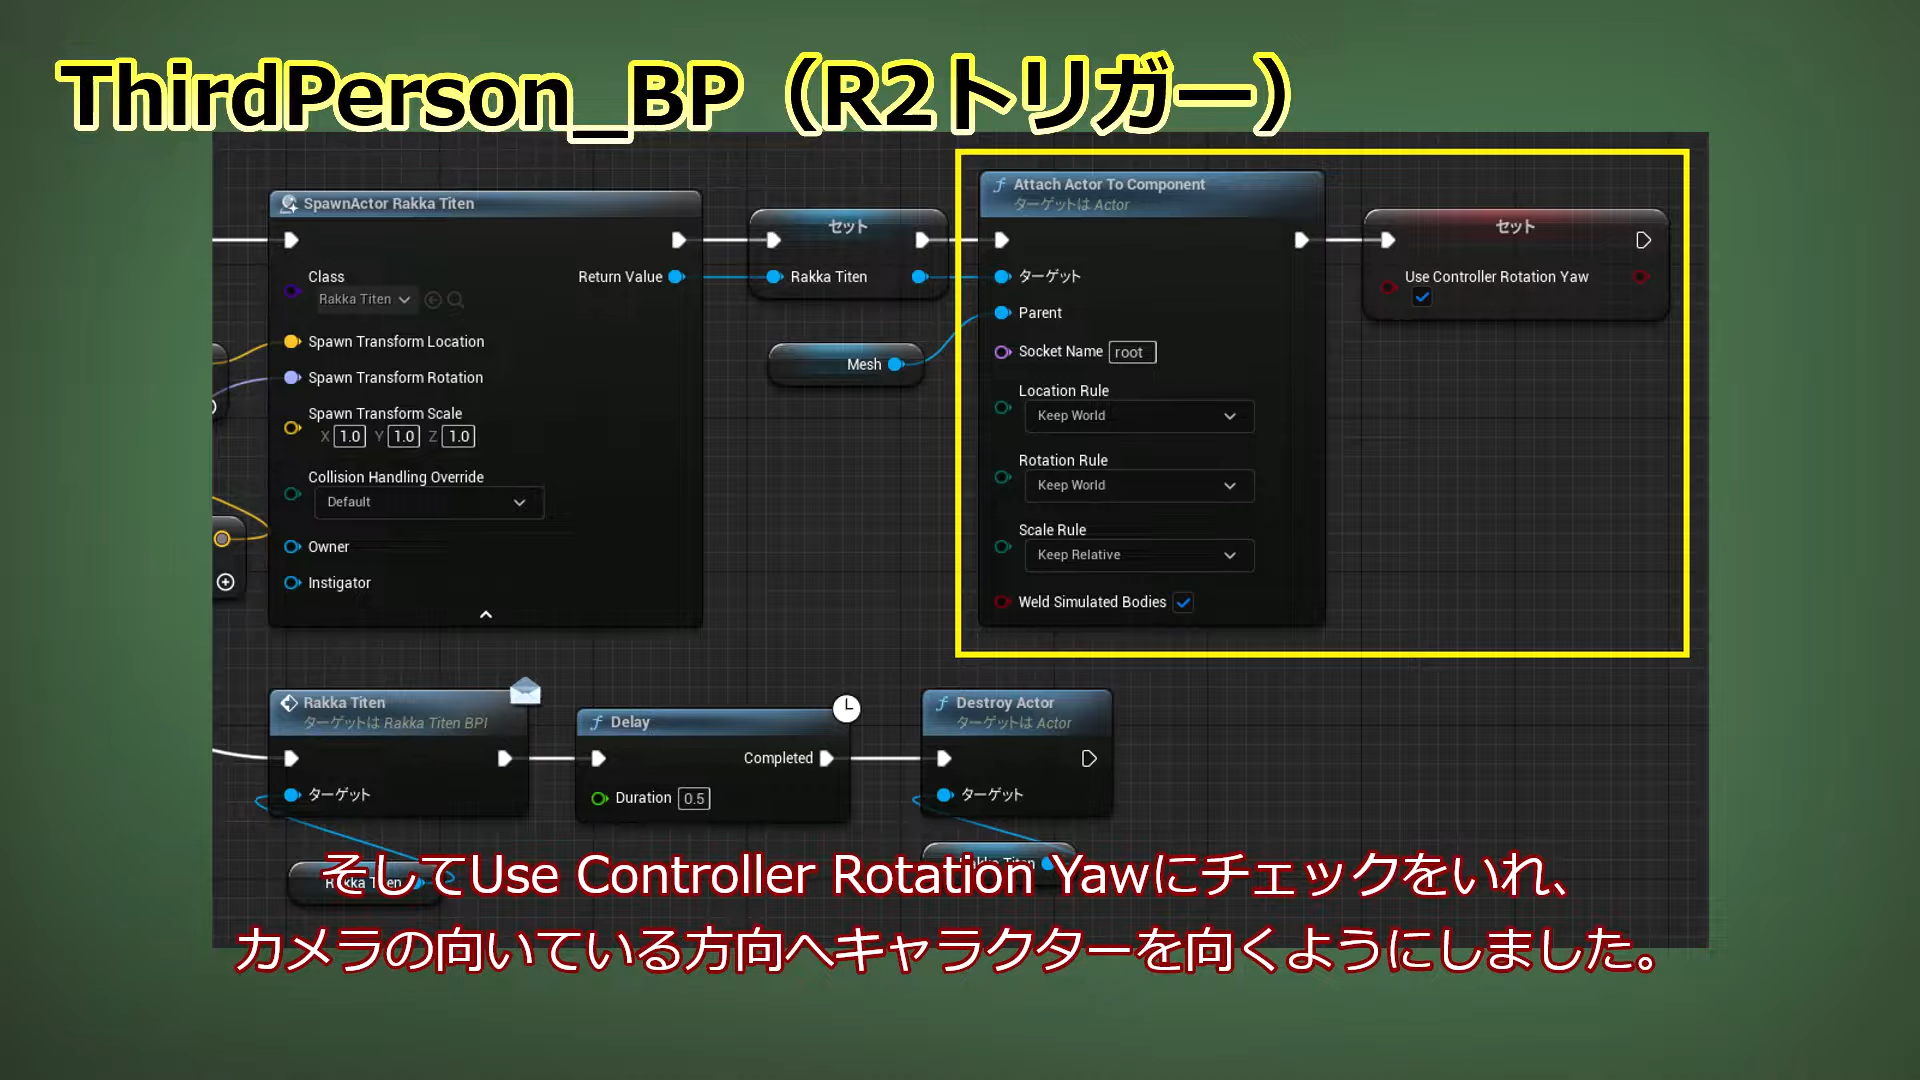 ThirdPerson_BP（R2トリガー）
SpawnActor Rakka Titen
Class
Rakka Titen
Return Value
Spawn Transform Location
Spawn Transform Rotation
Spawn Transform Scale
X 1.0 Y 1.0 Z 1.0
Collision Handling Override
Default
Owner
Instigator
セット
Rakka Titen
Mesh
Attach Actor To Component
ターゲットは Actor
ターゲット
Parent
Socket Name root
Location Rule
Keep World
Rotation Rule
Keep World
Scale Rule
Keep Relative
Weld Simulated Bodies
セット
Use Controller Rotation Yaw
Rakka Titen
ターゲットは Rakka Titen BPI
ターゲット
Rakka Titen
Delay
Completed
Duration 0.5
Destroy Actor
ターゲットは Actor
ターゲット
Rakka Titen
そしてUse Controller Rotation Yawにチェックをいれ、
カメラの向いている方向へキャラクターを向くようにしました。